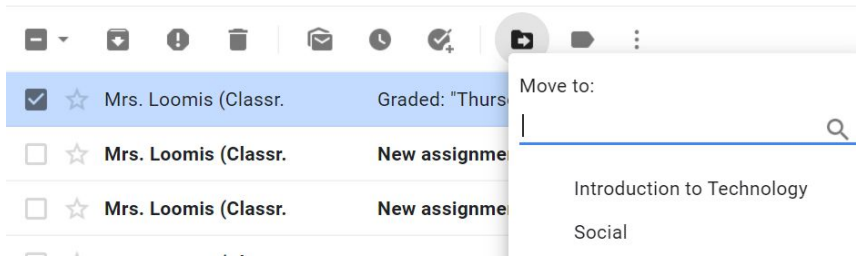 Move to:
Mrs. Loomis (Classr. Graded: "Thurs
Mrs. Loomis (Classr. New assignme
Mrs. Loomis (Classr. New assignme
Introduction to Technology
Social